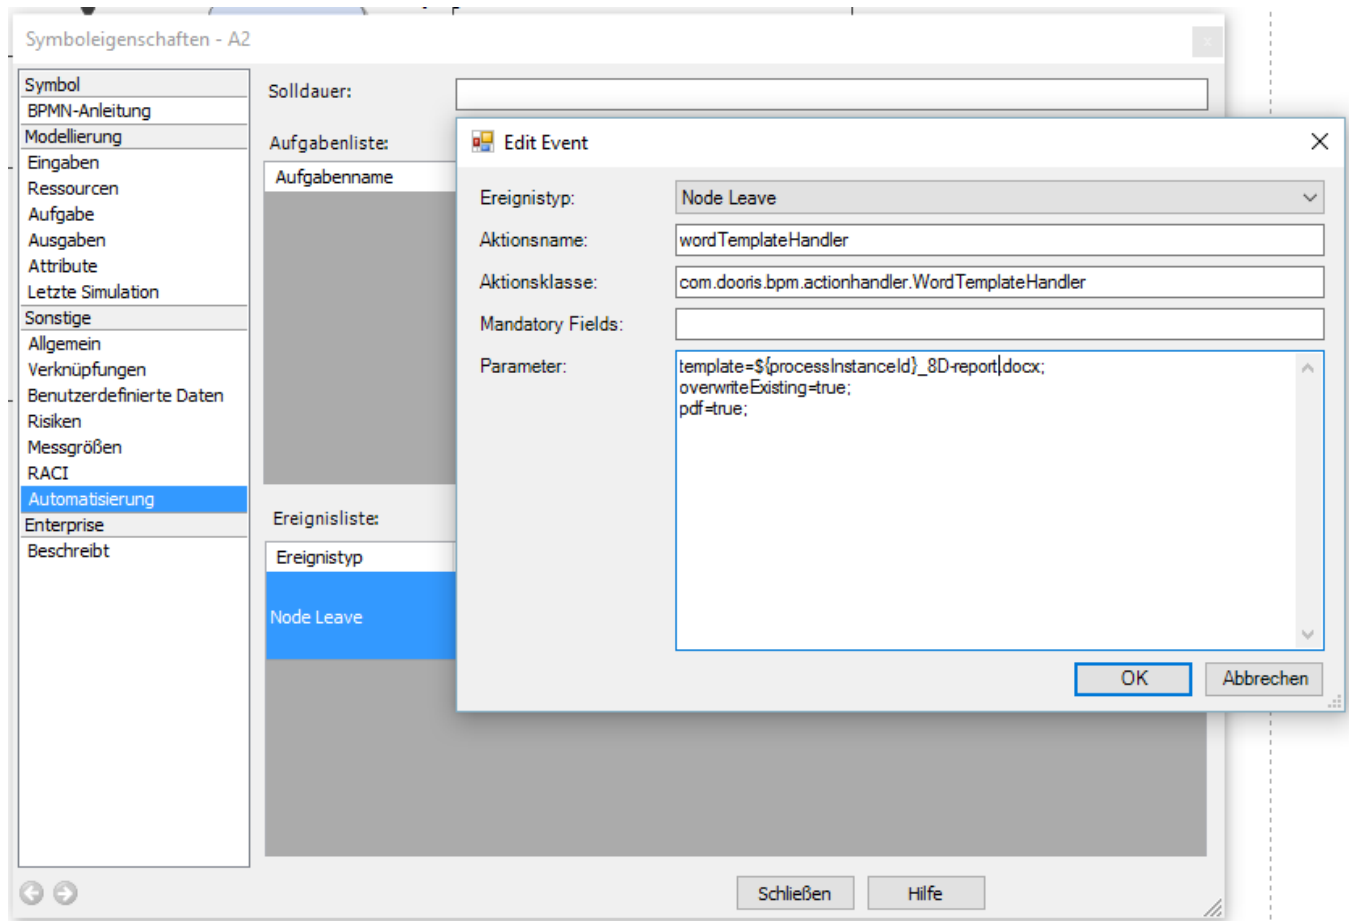 Symboleigenschaften - A2
x
Symbol
BPMN-Anleitung
Modellierung
Eingaben
Ressourcen
Aufgabe
Ausgaben
Attribute
Letzte Simulation
Sonstige
Allgemein
Verknüpfungen
Benutzerdefinierte Daten
Risiken
Messgrößen
RACI
Automatisierung
Enterprise
Beschreibt
Solldauer:
Aufgabenliste:
Aufgabenname
Ereignisliste:
Ereignistyp
Node Leave
Schließen
Hilfe
Edit Event
Ereignistyp:
Node Leave
Aktionsname:
wordTemplateHandler
Aktionsklasse:
com.dooris.bpm.actionhandler.WordTemplateHandler
Mandatory Fields:
Parameter:
template=${processInstanceId}_8D-report.docx;
overwriteExisting=true;
pdf=true;
OK
Abbrechen